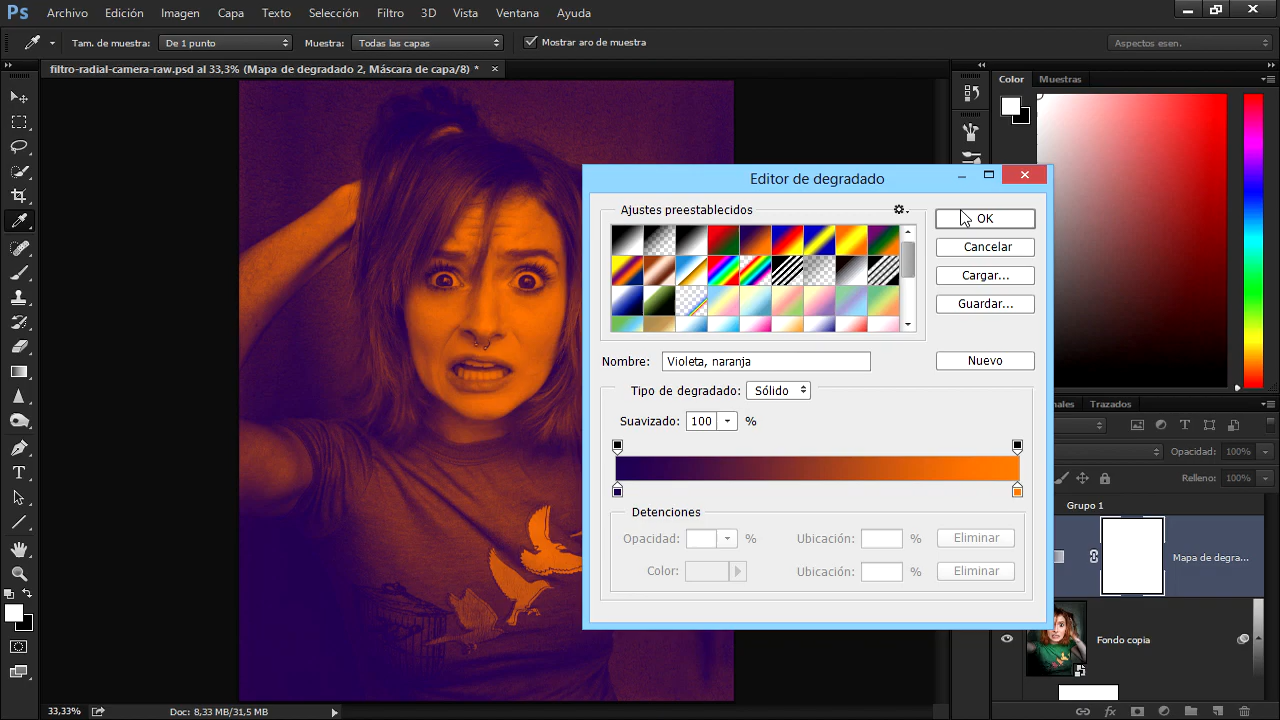 Ps Archivo Edición Imagen Capa Texto Selección Filtro 3D Vista Ventana Ayuda
Tam. de muestra: De 1 punto Muestra: Todas las capas Mostrar aro de muestra Aspectos esen.
filtro-radial-camera-raw.psd al 33,3% (Mapa de degradado 2, Máscara de capa/8) *
Color Muestras
Editor de degradado
Ajustes preestablecidos
OK
Cancelar
Cargar...
Guardar...
Nombre: Violeta, naranja
Nuevo
Tipo de degradado: Sólido
Trazados
Suavizado: 100 %
Opacidad: 100%
Relleno: 100%
Detenciones
Grupo 1
Opacidad: % Ubicación: % Eliminar
Color: Ubicación: % Eliminar
Mapa de degra...
Fondo copia
33,33% Doc: 8,33 MB/31,5 MB
fx